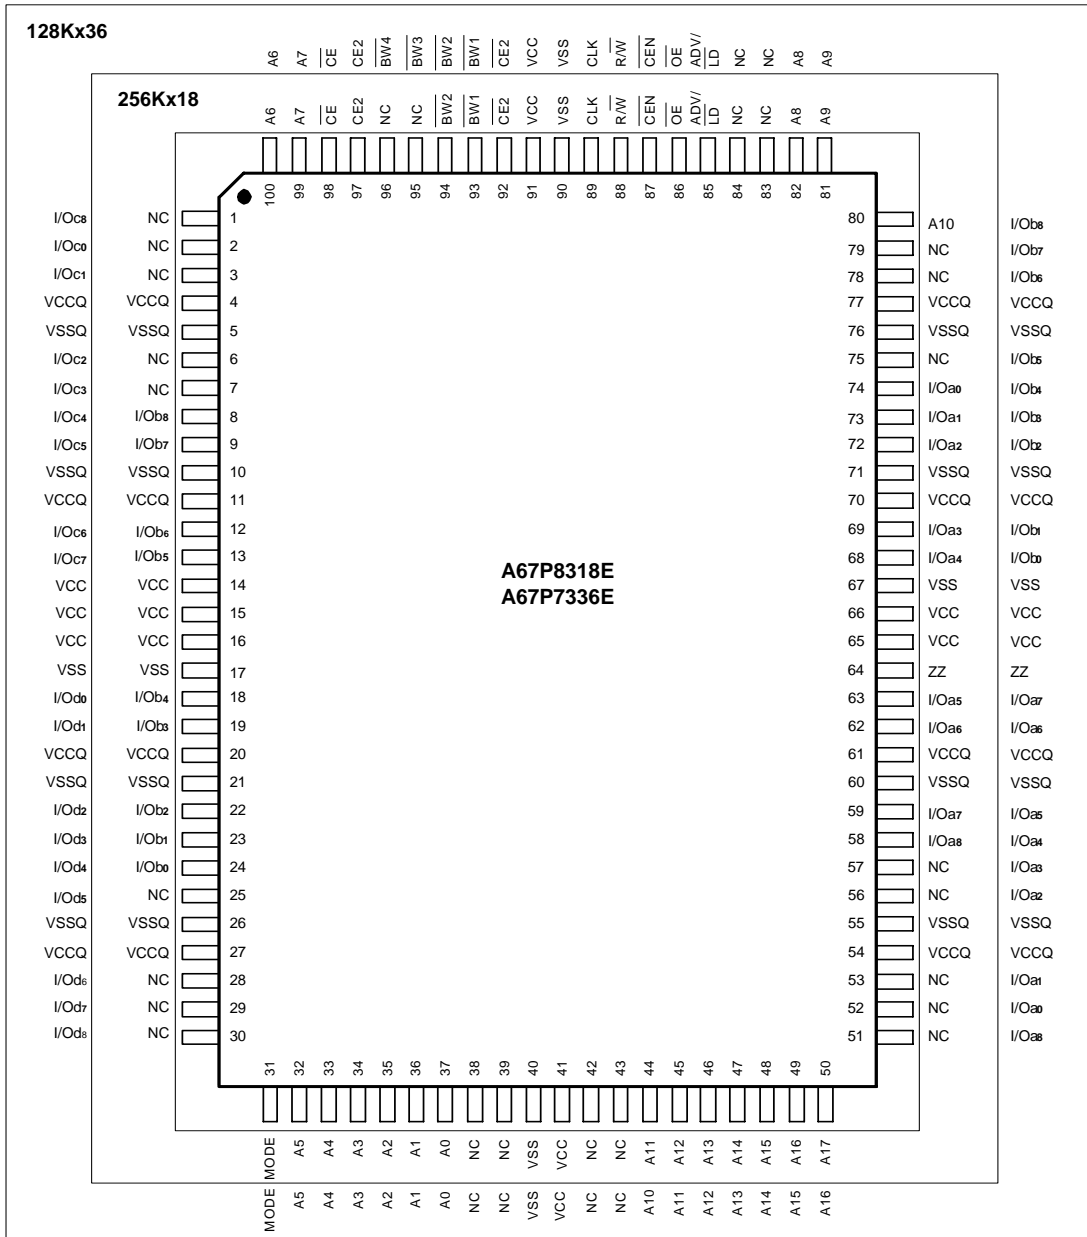 128Kx36
A6 A7 CE CE2 BW4 BW3 BW2 BW1 CE2 VCC VSS CLK R/W CEN OE ADV/LD NC NC A8 A9
256Kx18
A6 A7 CE CE2 NC NC BW2 BW1 CE2 VCC VSS CLK R/W CEN OE ADV/LD NC NC A8 A9
100 99 98 97 96 95 94 93 92 91 90 89 88 87 86 85 84 83 82 81
I/Oc8 NC 1 80 A10 I/Ob8
I/Oc0 NC 2 79 NC I/Ob7
I/Oc1 NC 3 78 NC I/Ob6
VCCQ VCCQ 4 77 VCCQ VCCQ
VSSQ VSSQ 5 76 VSSQ VSSQ
I/Oc2 NC 6 75 NC I/Ob5
I/Oc3 NC 7 74 I/Oa0 I/Ob4
I/Oc4 I/Ob8 8 73 I/Oa1 I/Ob3
I/Oc5 I/Ob7 9 72 I/Oa2 I/Ob2
VSSQ VSSQ 10 71 VSSQ VSSQ
VCCQ VCCQ 11 70 VCCQ VCCQ
I/Oc6 I/Ob6 12 69 I/Oa3 I/Ob1
I/Oc7 I/Ob5 13 68 I/Oa4 I/Ob0
VCC VCC 14 67 VSS VSS
VCC VCC 15 66 VCC VCC
VCC VCC 16 65 VCC VCC
VSS VSS 17 64 ZZ ZZ
I/Od0 I/Ob4 18 63 I/Oa5 I/Oa7
I/Od1 I/Ob3 19 62 I/Oa6 I/Oa6
VCCQ VCCQ 20 61 VCCQ VCCQ
VSSQ VSSQ 21 60 VSSQ VSSQ
I/Od2 I/Ob2 22 59 I/Oa7 I/Oa5
I/Od3 I/Ob1 23 58 I/Oa8 I/Oa4
I/Od4 I/Ob0 24 57 NC I/Oa3
I/Od5 NC 25 56 NC I/Oa2
VSSQ VSSQ 26 55 VSSQ VSSQ
VCCQ VCCQ 27 54 VCCQ VCCQ
I/Od6 NC 28 53 NC I/Oa1
I/Od7 NC 29 52 NC I/Oa0
I/Od8 NC 30 51 NC I/Oa8
A67P8318E
A67P7336E
31 32 33 34 35 36 37 38 39 40 41 42 43 44 45 46 47 48 49 50
MODE A5 A4 A3 A2 A1 A0 NC NC VSS VCC NC NC A11 A12 A13 A14 A15 A16 A17
MODE A5 A4 A3 A2 A1 A0 NC NC VSS VCC NC NC A10 A11 A12 A13 A14 A15 A16